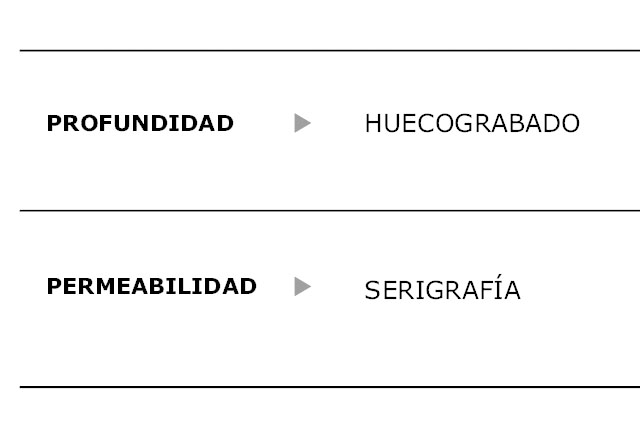 PROFUNDIDAD HUECOGRABADO
PERMEABILIDAD SERIGRAFÍA